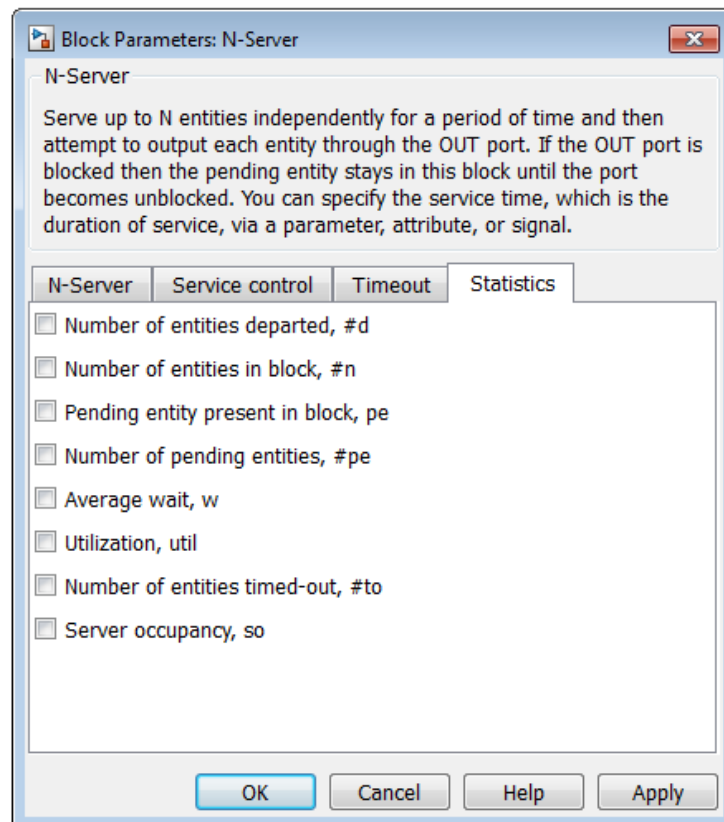 Block Parameters: N-Server
N-Server
Serve up to N entities independently for a period of time and then
attempt to output each entity through the OUT port. If the OUT port is
blocked then the pending entity stays in this block until the port
becomes unblocked. You can specify the service time, which is the
duration of service, via a parameter, attribute, or signal.
N-Server Service control Timeout Statistics
Number of entities departed, #d
Number of entities in block, #n
Pending entity present in block, pe
Number of pending entities, #pe
Average wait, w
Utilization, util
Number of entities timed-out, #to
Server occupancy, so
OK Cancel Help Apply